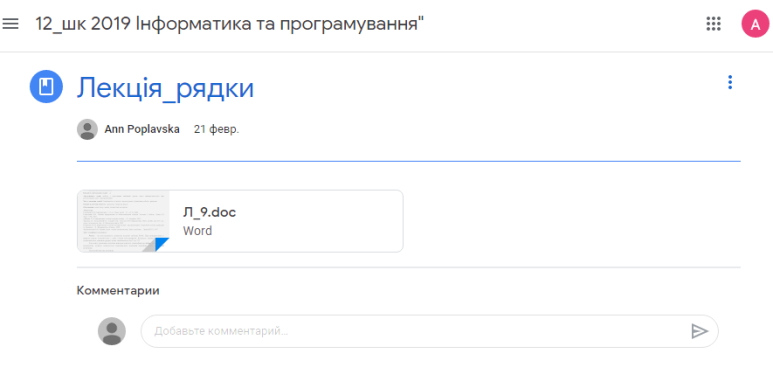 12_шк 2019 Інформатика та програмування"
A
Лекція_рядки
Ann Poplavska 21 февр.
Л_9.doc
Word
Комментарии
Добавьте комментарий...